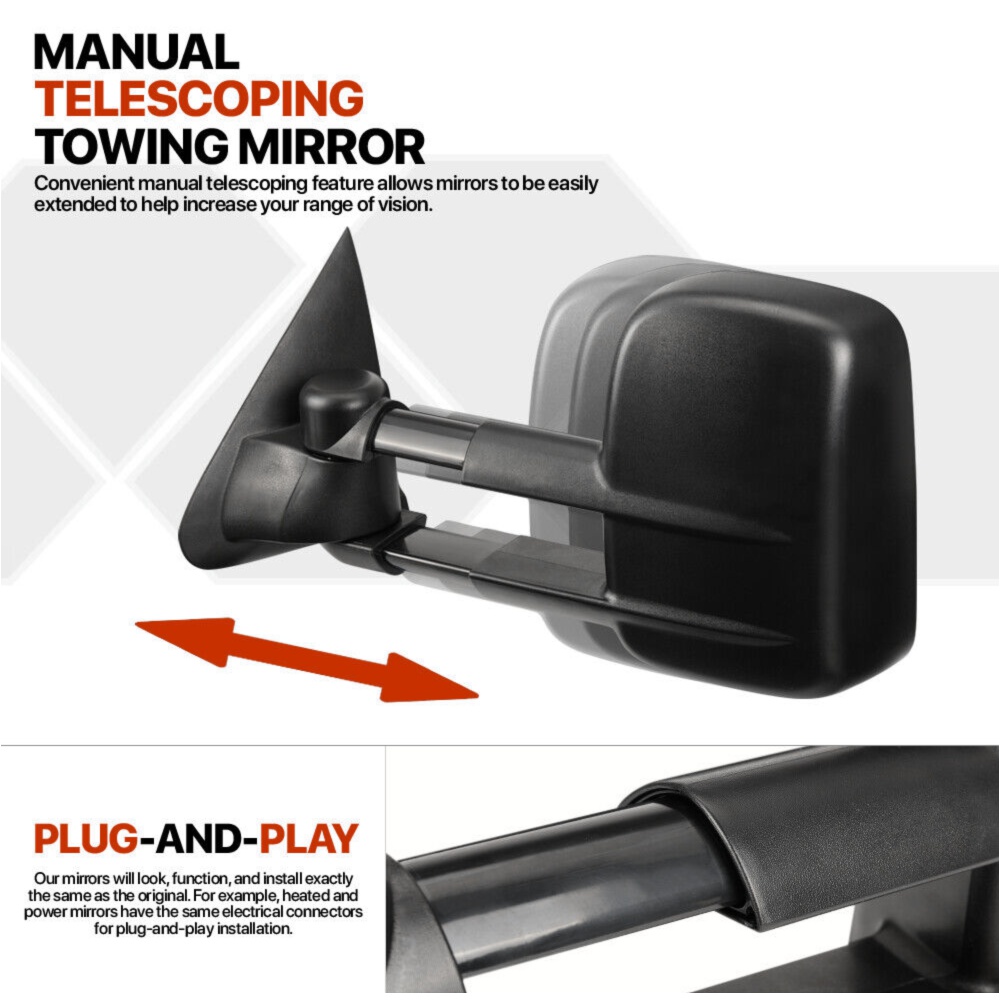 MANUAL
TELESCOPING
TOWING MIRROR
Convenient manual telescoping feature allows mirrors to be easily
extended to help increase your range of vision.
PLUG-AND-PLAY
Our mirrors will look, function, and install exactly
the same as the original. For example, heated and
power mirrors have the same electrical connectors
for plug-and-play installation.